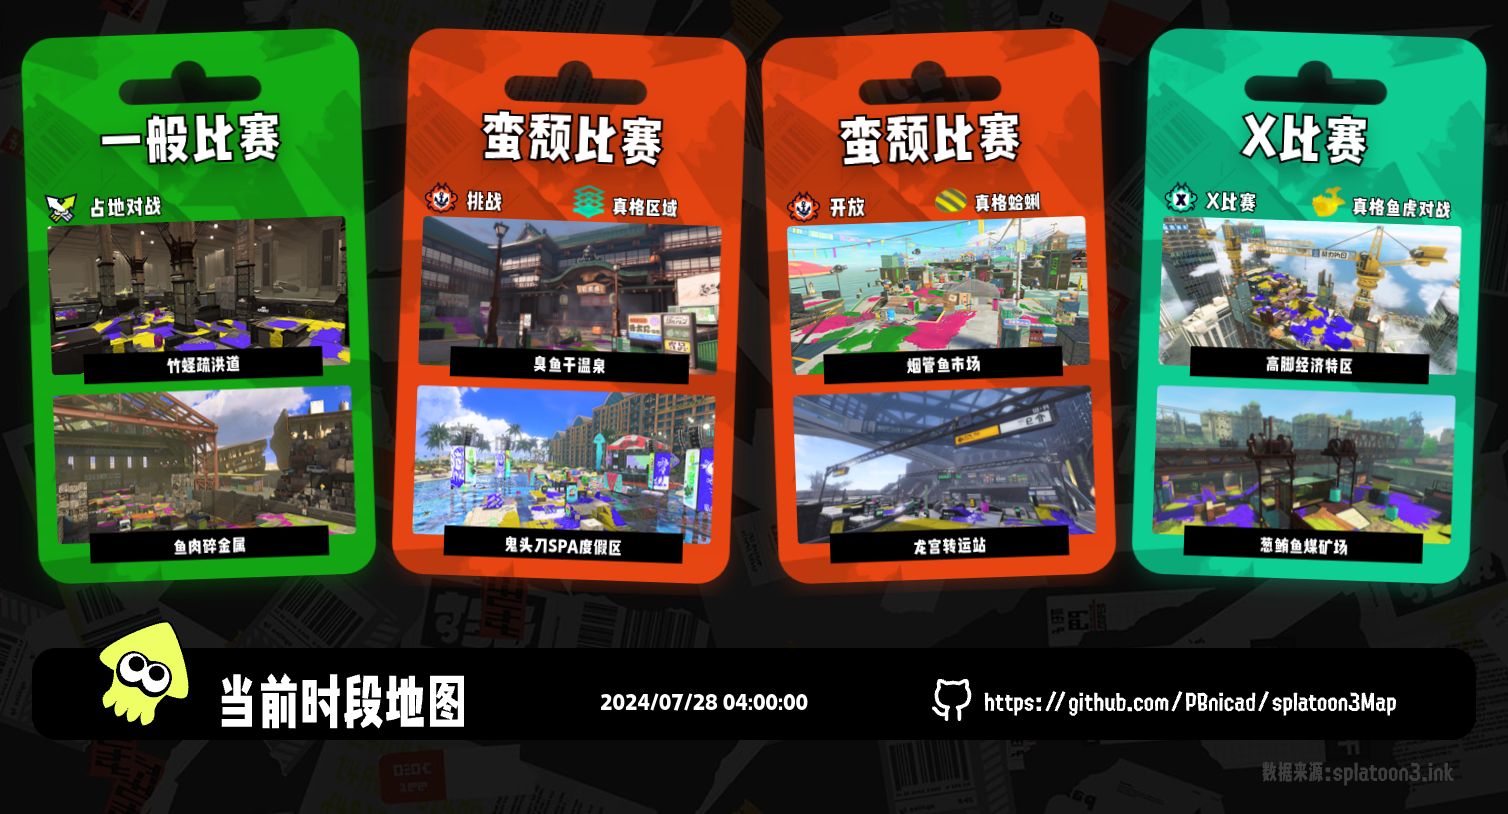 一般比赛
占地对战
竹蛏疏洪道
鱼肉碎金属
蛮颓比赛
挑战
真格区域
臭鱼干温泉
鬼头刀SPA度假区
蛮颓比赛
开放
真格蛤蜊
烟管鱼市场
龙宫转运站
X比赛
X比赛
真格鱼虎对战
高脚经济特区
葱鲔鱼煤矿场
当前时段地图
2024/07/28 04:00:00
https://github.com/PBnicad/splatoon3Map
数据来源:splatoon3.ink